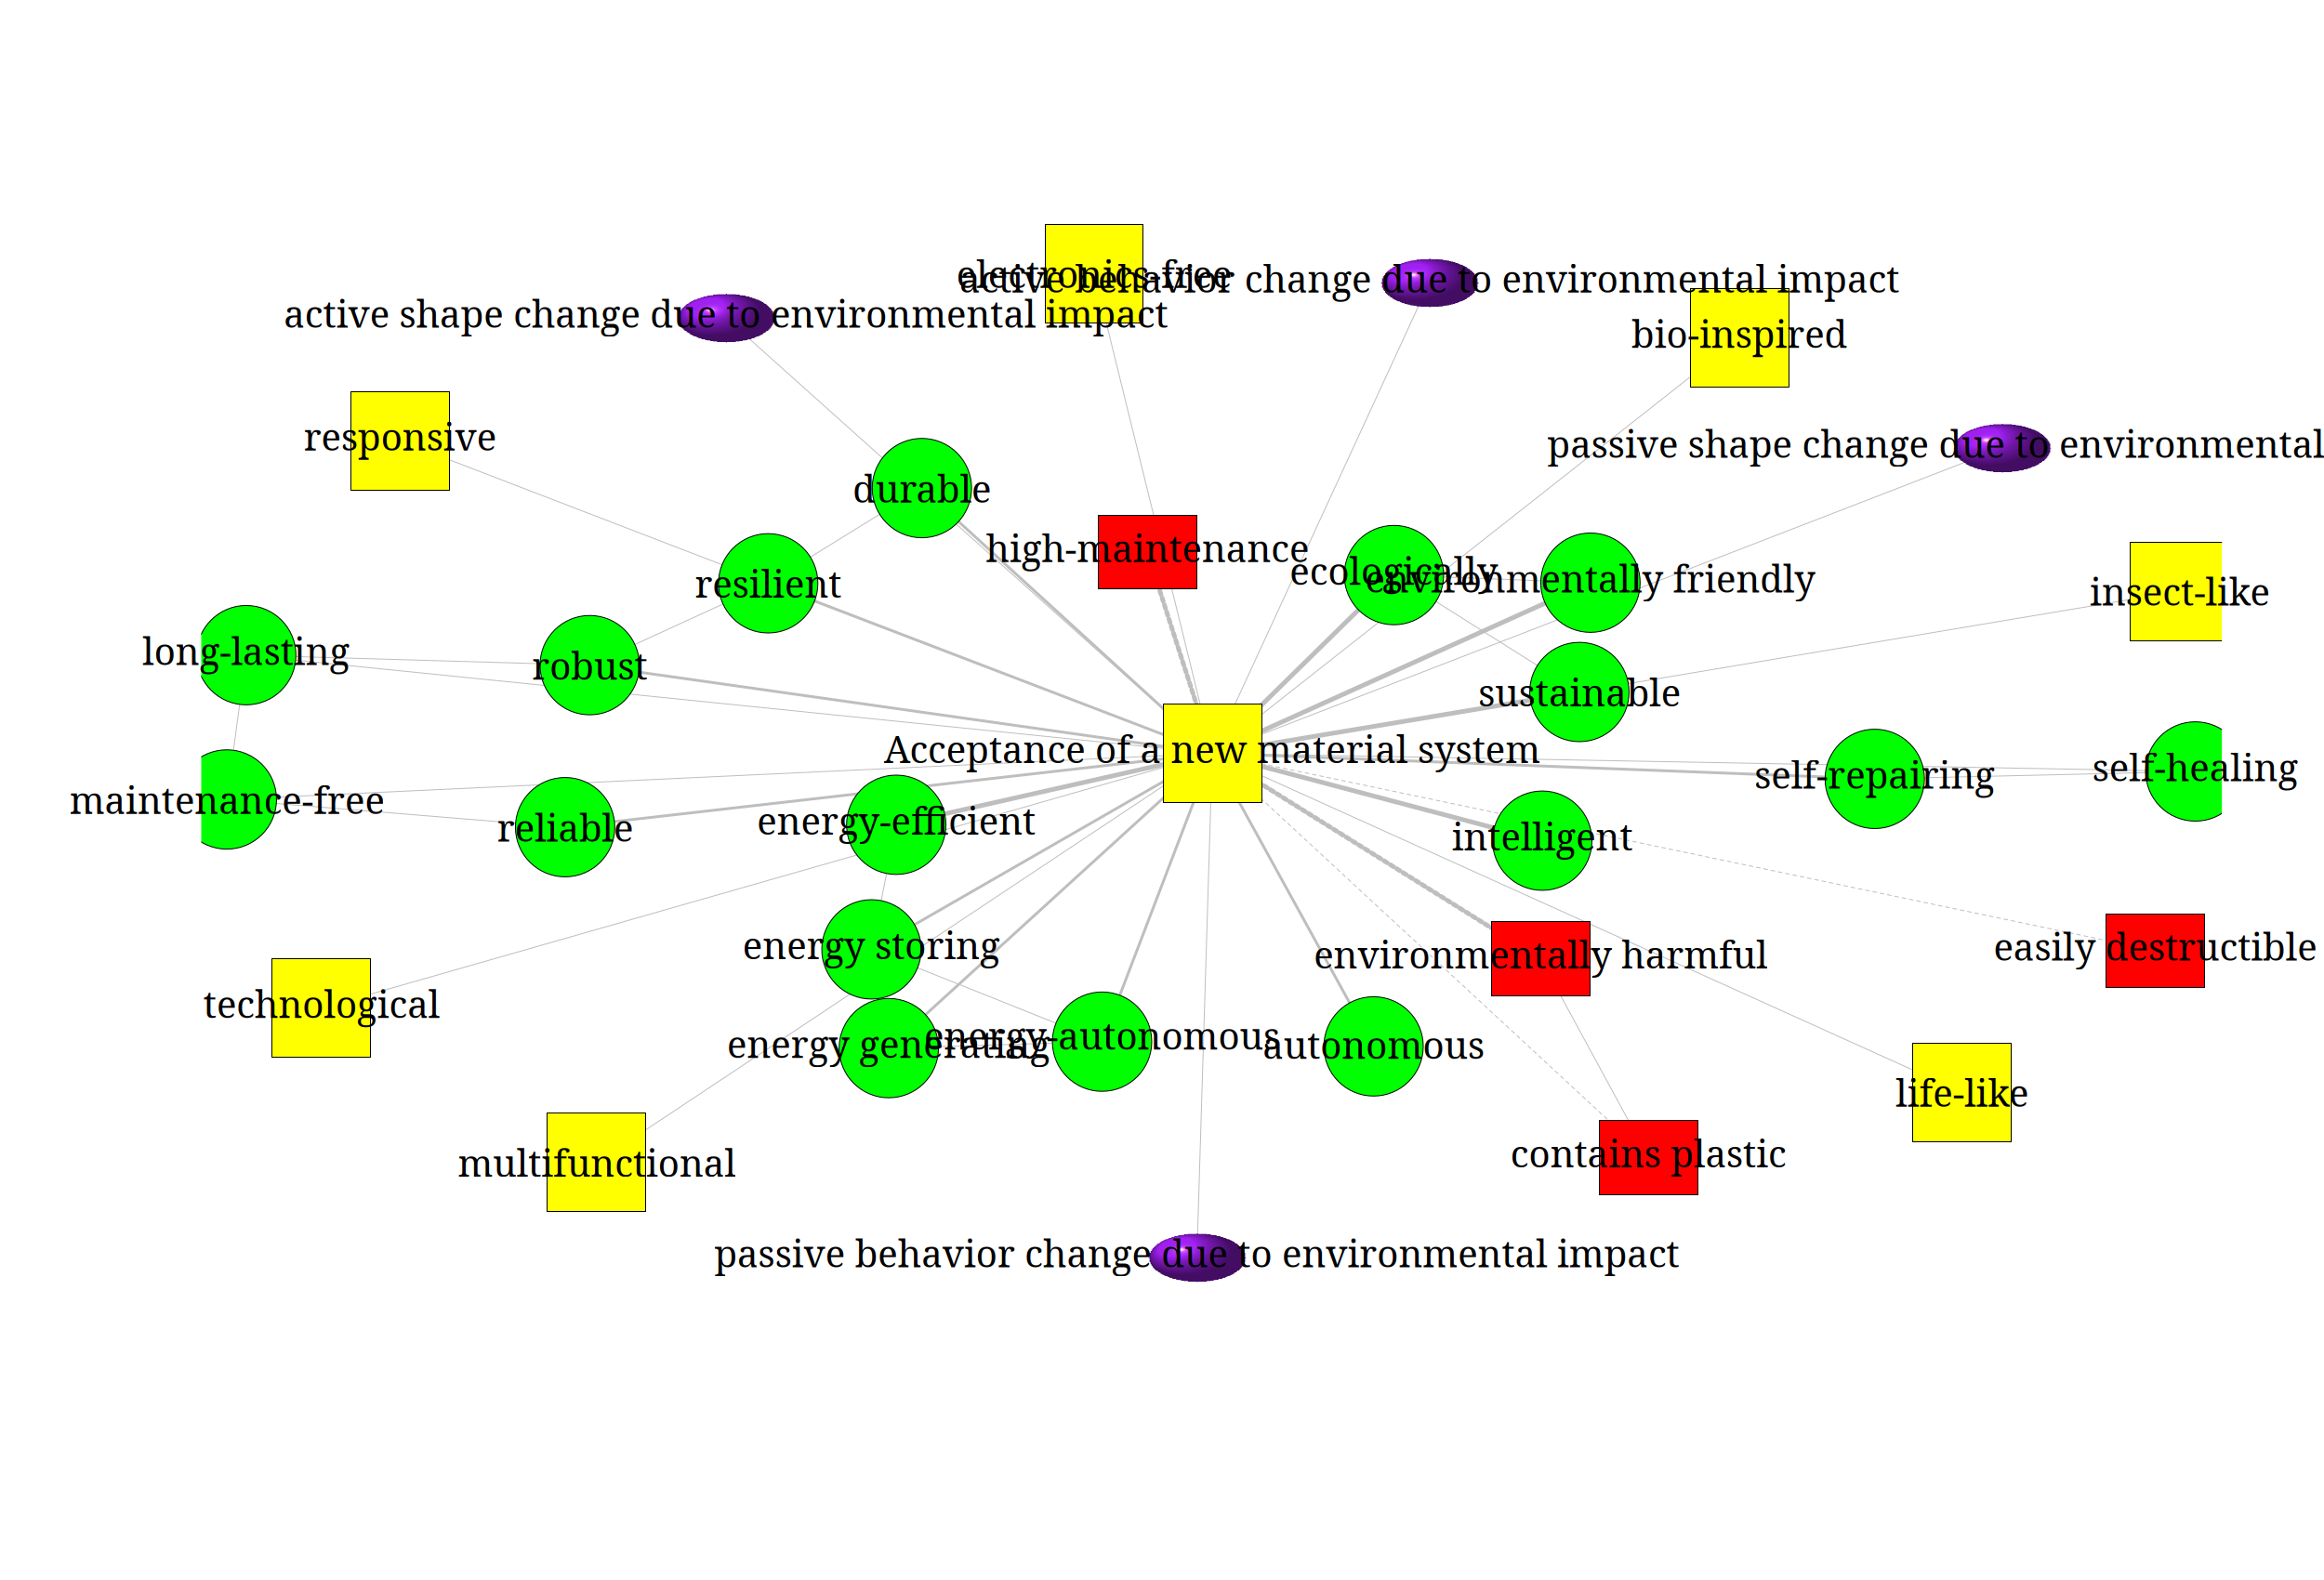 electronics-free
active behavior change due to environmental impact
active shape change due to environmental impact
bio-inspired
responsive
passive shape change due to environmental
durable
high-maintenance
ecologically
environmentally friendly
resilient
insect-like
long-lasting
robust
sustainable
Acceptance of a new material system
self-repairing
self-healing
maintenance-free
reliable
energy-efficient
intelligent
energy storing
environmentally harmful
easily destructible
technological
energy generating
energy-autonomous
autonomous
life-like
multifunctional
contains plastic
passive behavior change due to environmental impact